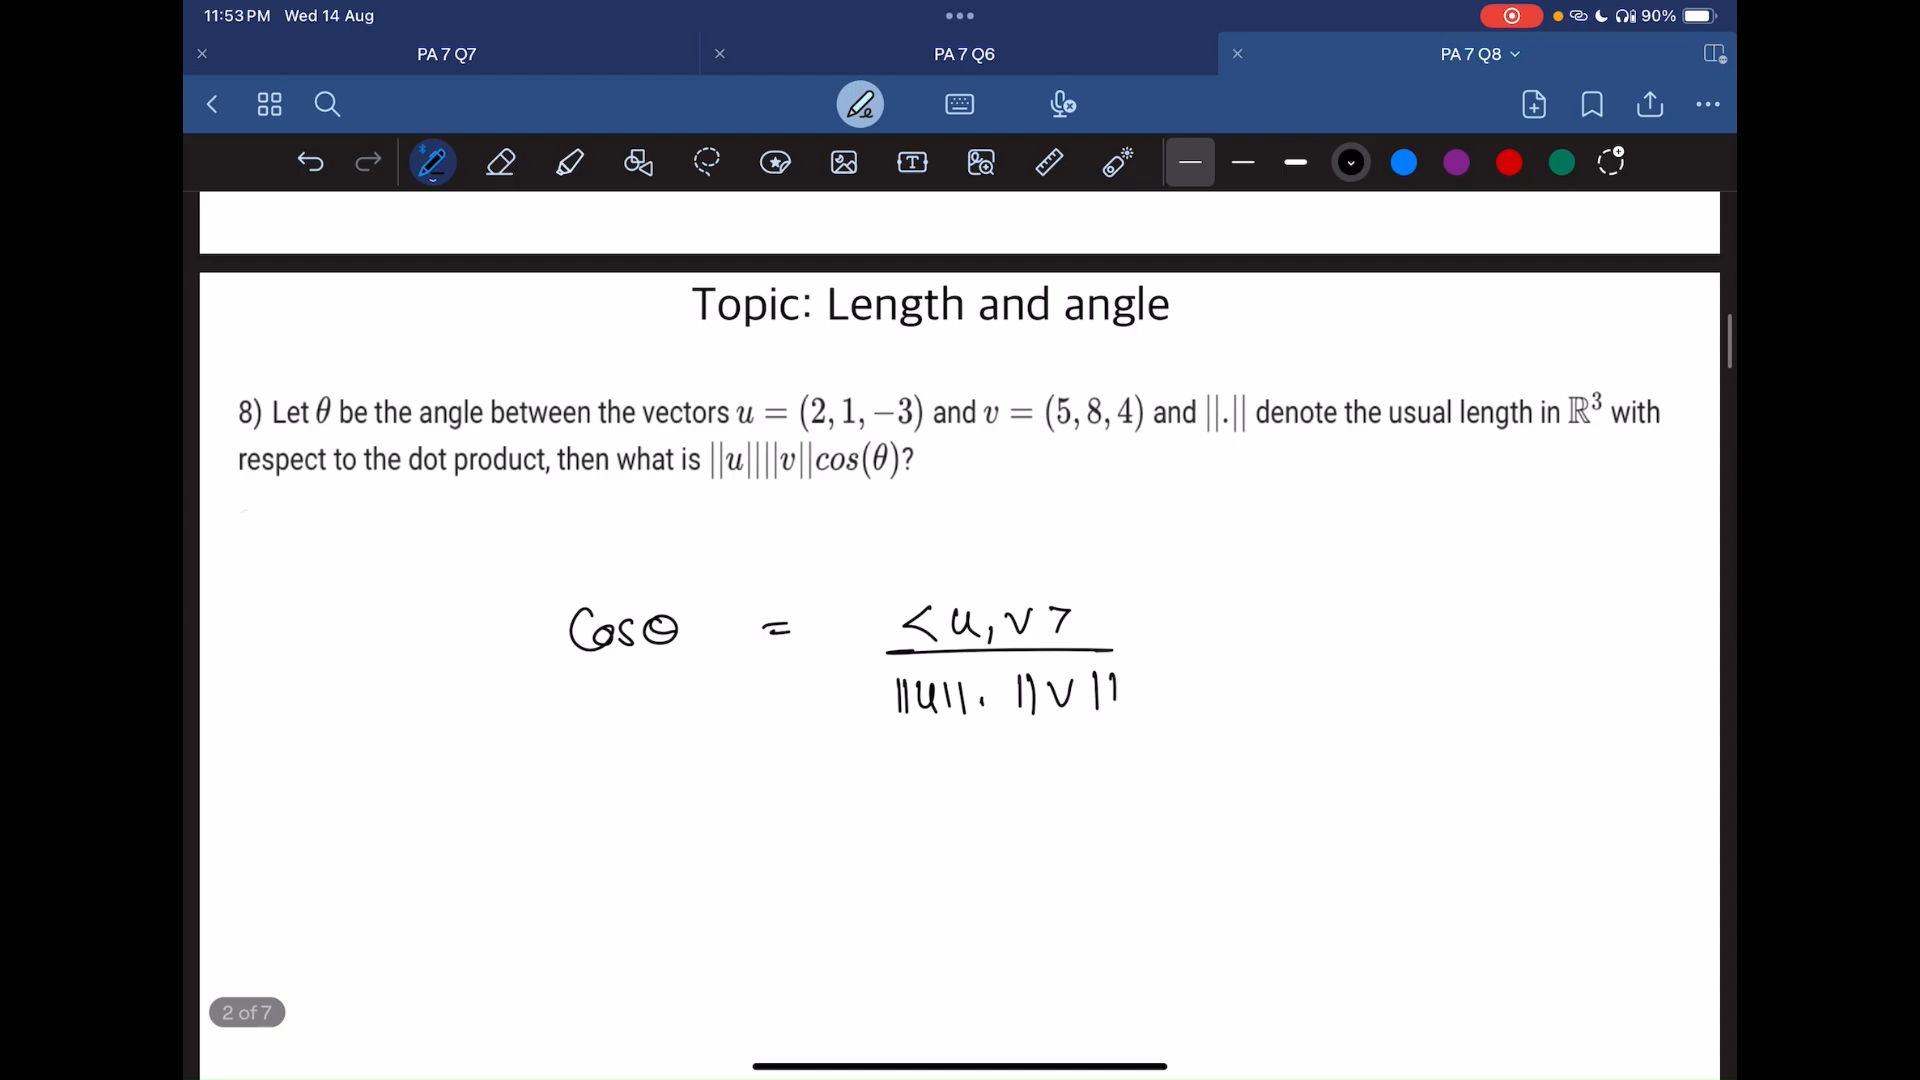 11:53 PM Wed 14 Aug
90%
PA 7 Q7
PA 7 Q6
PA 7 Q8
Topic: Length and angle
8) Let θ be the angle between the vectors u = (2, 1, −3) and v = (5, 8, 4) and ||.|| denote the usual length in ℝ³ with
respect to the dot product, then what is ||u||||v||cos(θ)?
Cosθ = <u,v>
||u||. ||v||
2 of 7